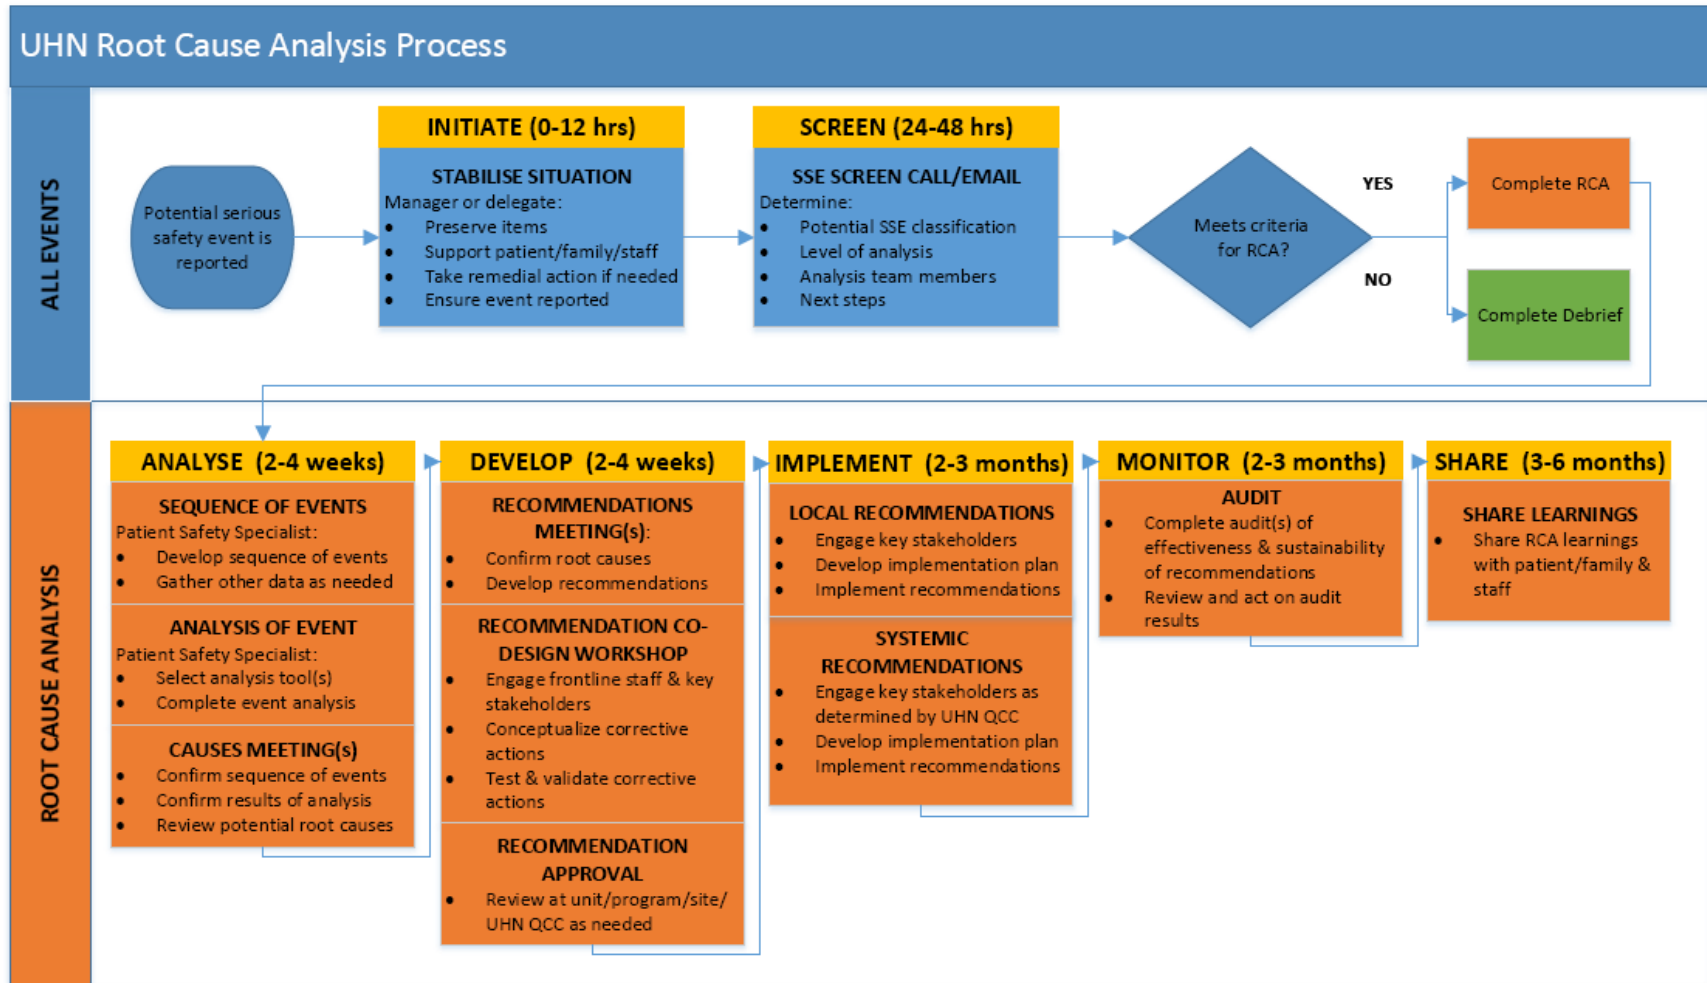 UHN Root Cause Analysis Process
ALL EVENTS
Potential serious
safety event is
reported
INITIATE (0-12 hrs)
STABILISE SITUATION
Manager or delegate:
• Preserve items
• Support patient/family/staff
• Take remedial action if needed
• Ensure event reported
SCREEN (24-48 hrs)
SSE SCREEN CALL/EMAIL
Determine:
• Potential SSE classification
• Level of analysis
• Analysis team members
• Next steps
Meets criteria
for RCA?
YES
NO
Complete RCA
Complete Debrief
ROOT CAUSE ANALYSIS
ANALYSE (2-4 weeks)
SEQUENCE OF EVENTS
Patient Safety Specialist:
• Develop sequence of events
• Gather other data as needed
ANALYSIS OF EVENT
Patient Safety Specialist:
• Select analysis tool(s)
• Complete event analysis
CAUSES MEETING(s)
• Confirm sequence of events
• Confirm results of analysis
• Review potential root causes
DEVELOP (2-4 weeks)
RECOMMENDATIONS
MEETING(s):
• Confirm root causes
• Develop recommendations
RECOMMENDATION CO-
DESIGN WORKSHOP
• Engage frontline staff & key
stakeholders
• Conceptualize corrective
actions
• Test & validate corrective
actions
RECOMMENDATION
APPROVAL
• Review at unit/program/site/
UHN QCC as needed
IMPLEMENT (2-3 months)
LOCAL RECOMMENDATIONS
• Engage key stakeholders
• Develop implementation plan
• Implement recommendations
SYSTEMIC
RECOMMENDATIONS
• Engage key stakeholders as
determined by UHN QCC
• Develop implementation plan
• Implement recommendations
MONITOR (2-3 months)
AUDIT
• Complete audit(s) of
effectiveness & sustainability
of recommendations
• Review and act on audit
results
SHARE (3-6 months)
SHARE LEARNINGS
• Share RCA learnings
with patient/family &
staff